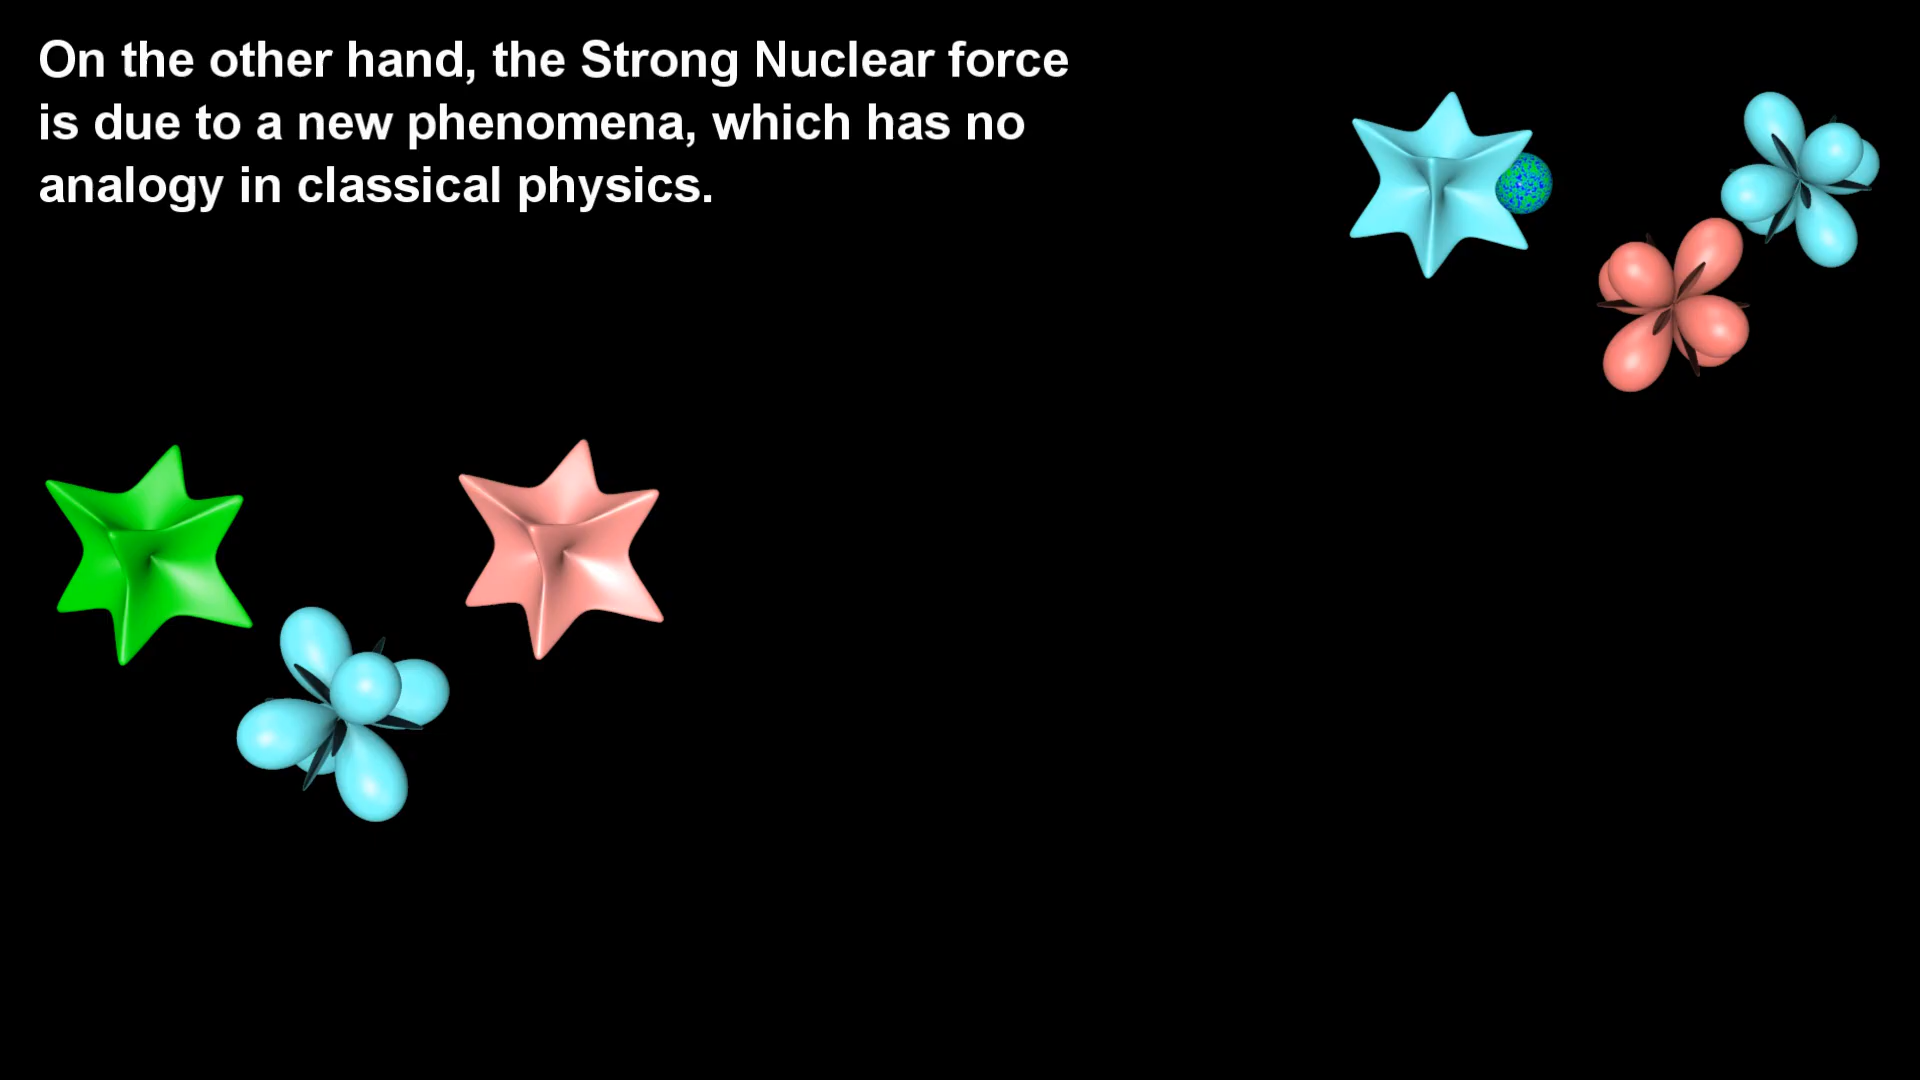 On the other hand, the Strong Nuclear force
is due to a new phenomena, which has no
analogy in classical physics.